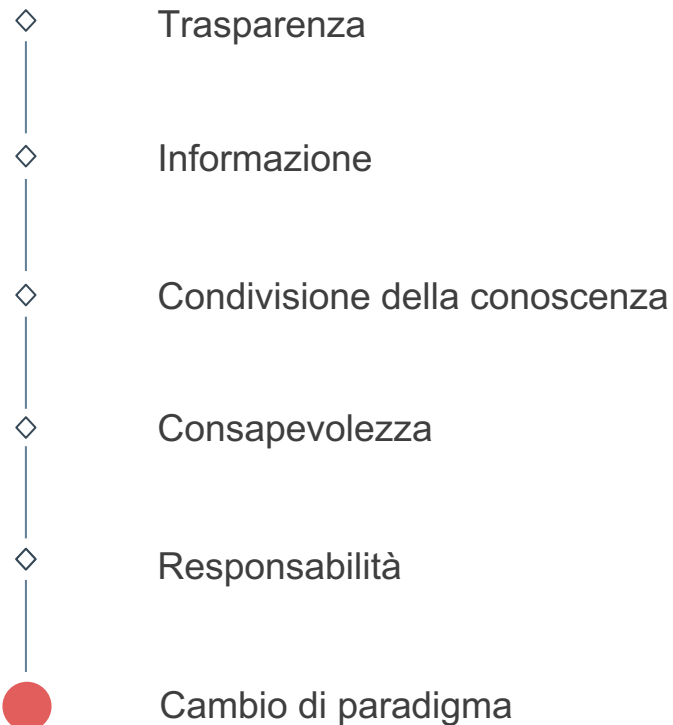 Trasparenza
Informazione
Condivisione della conoscenza
Consapevolezza
Responsabilità
Cambio di paradigma